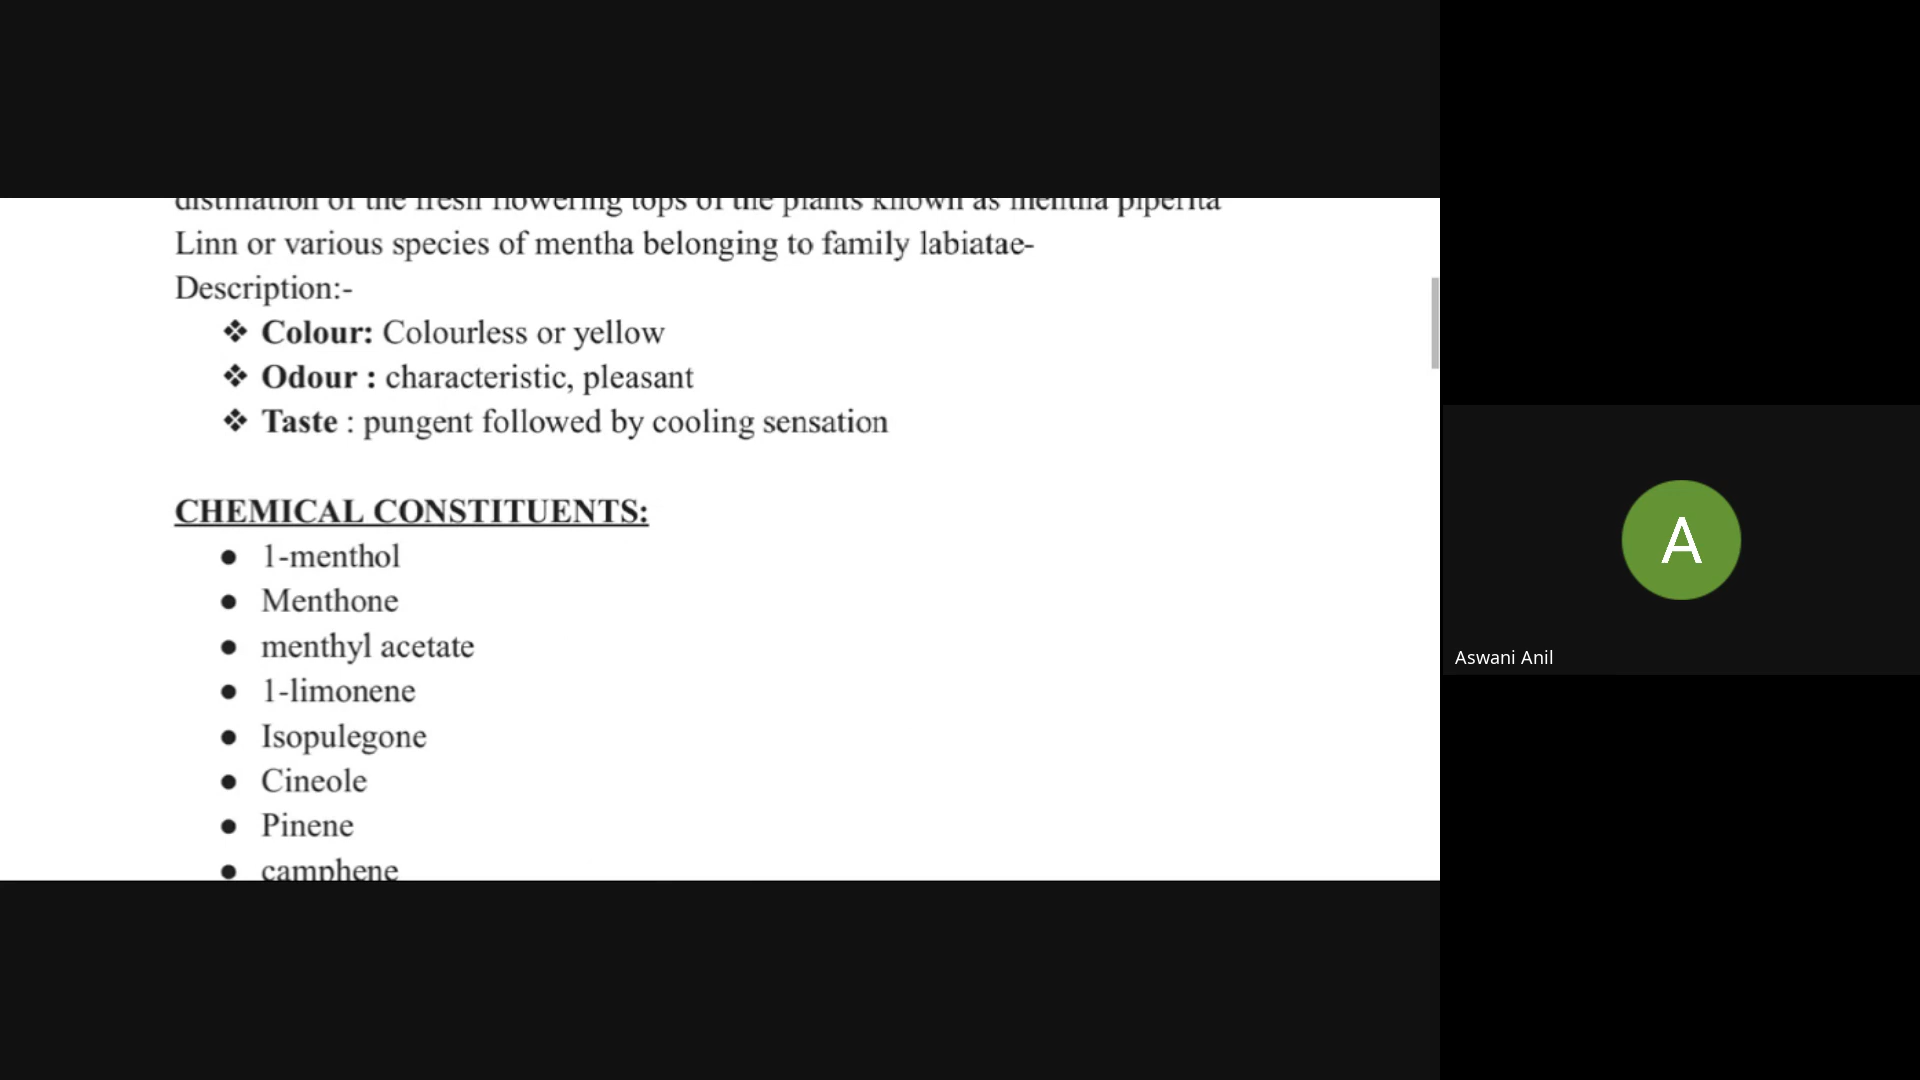 distillation of the fresh flowering tops of the plants known as mentha piperita
Linn or various species of mentha belonging to family labiatae-
Description:-
❖ Colour: Colourless or yellow
❖ Odour : characteristic, pleasant
❖ Taste : pungent followed by cooling sensation
CHEMICAL CONSTITUENTS:
● 1-menthol
● Menthone
● menthyl acetate
● 1-limonene
● Isopulegone
● Cineole
● Pinene
● camphene
A
Aswani Anil